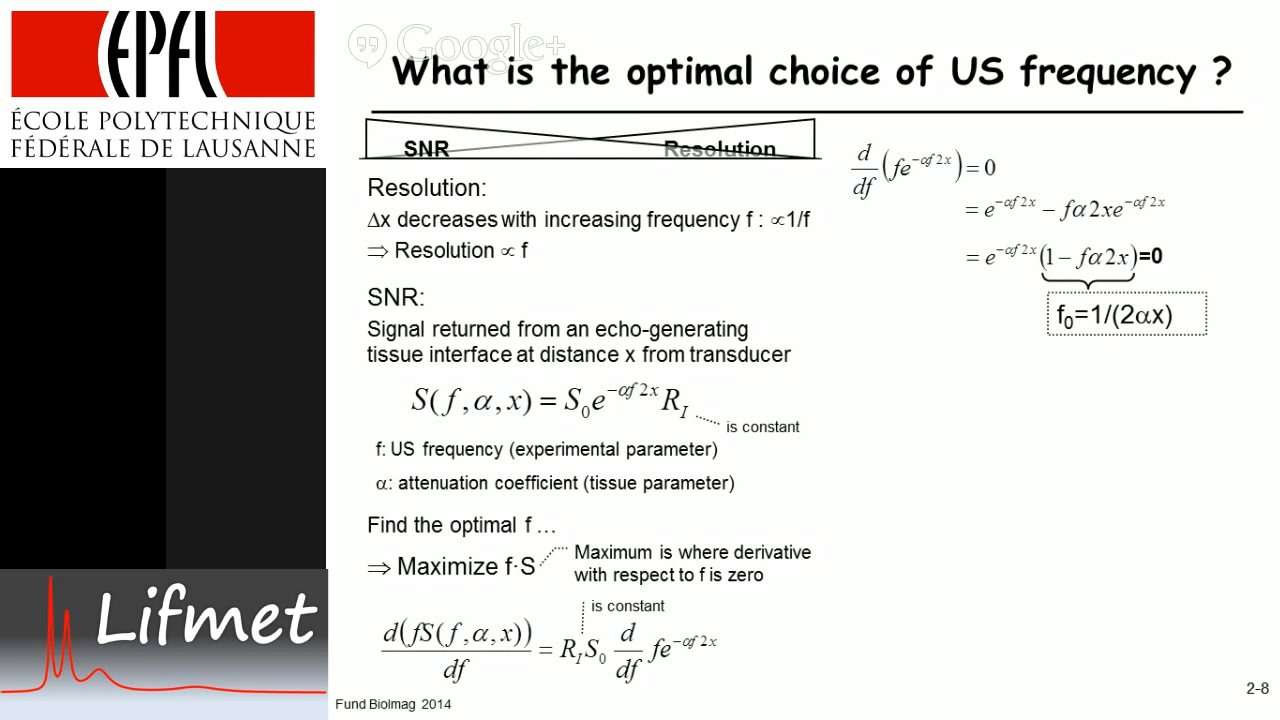 EPFL
ÉCOLE POLYTECHNIQUE
FÉDÉRALE DE LAUSANNE
Google+
What is the optimal choice of US frequency ?
SNR
Resolution
Resolution:
Δx decreases with increasing frequency f : ∝1/f
⇒ Resolution ∝ f
SNR:
Signal returned from an echo-generating
tissue interface at distance x from transducer
S(f,α,x) = S₀e^{−αf2x}R_I
is constant
f: US frequency (experimental parameter)
α: attenuation coefficient (tissue parameter)
Find the optimal f ...
⇒ Maximize f·S
Maximum is where derivative
with respect to f is zero
is constant
d(fS(f,α,x))/df = R_I S₀ d/df fe^{−αf2x}
d/df (fe^{−αf2x}) = 0
= e^{−αf2x} − fα2xe^{−αf2x}
= e^{−αf2x}(1 − fα2x)=0
f₀=1/(2αx)
Lifmet
Fund BioImag 2014
2-8